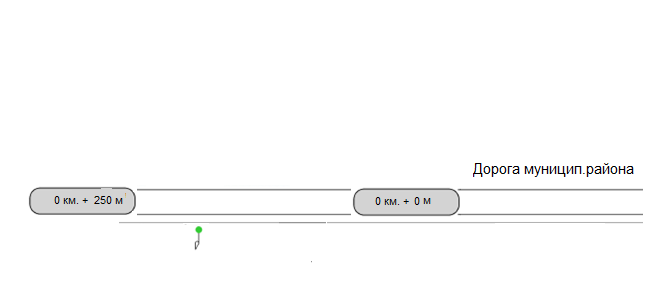 Дорога муницип.района
0 км. + 250 м
0 км. + 0 м